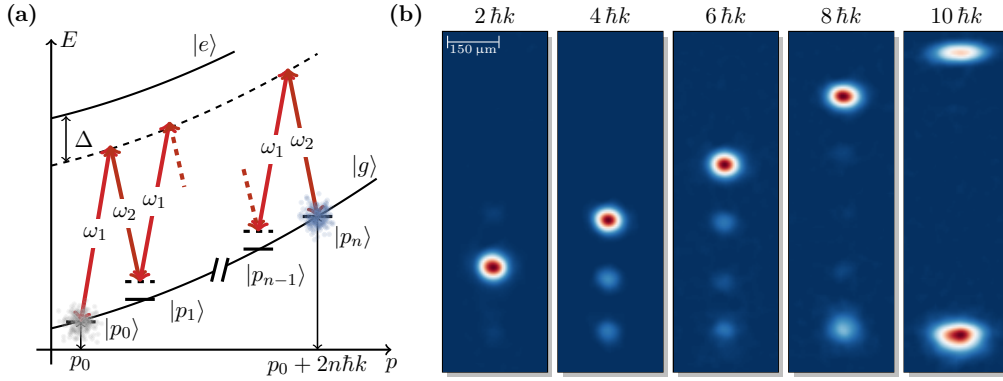 (a)
E
|e⟩
Δ
ω₁
ω₂
ω₁
ω₁
ω₂
|g⟩
|p₀⟩
|p₁⟩
|pₙ₋₁⟩
|pₙ⟩
p₀
p₀ + 2nℏk
p
(b)
2 ℏk
4 ℏk
6 ℏk
8 ℏk
10 ℏk
150 µm